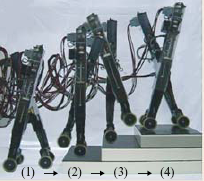 (1) → (2) → (3) → (4)